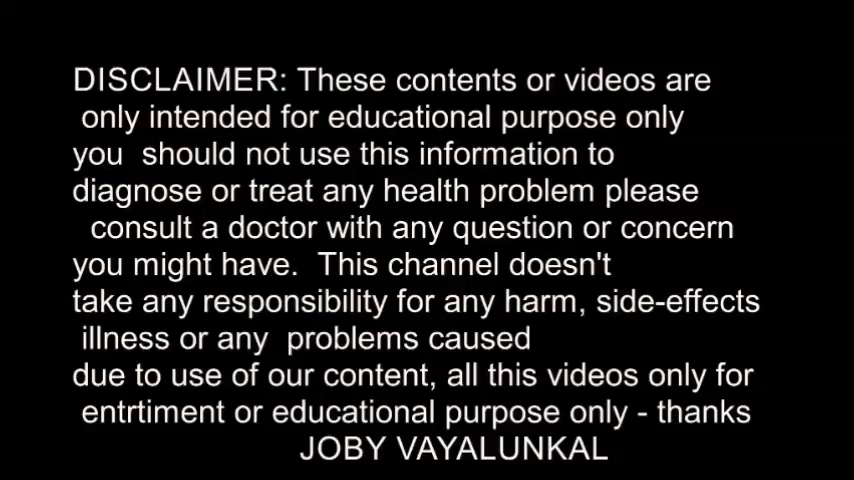 DISCLAIMER: These contents or videos are
only intended for educational purpose only
you should not use this information to
diagnose or treat any health problem please
consult a doctor with any question or concern
you might have. This channel doesn't
take any responsibility for any harm, side-effects
illness or any problems caused
due to use of our content, all this videos only for
entrtiment or educational purpose only - thanks
JOBY VAYALUNKAL